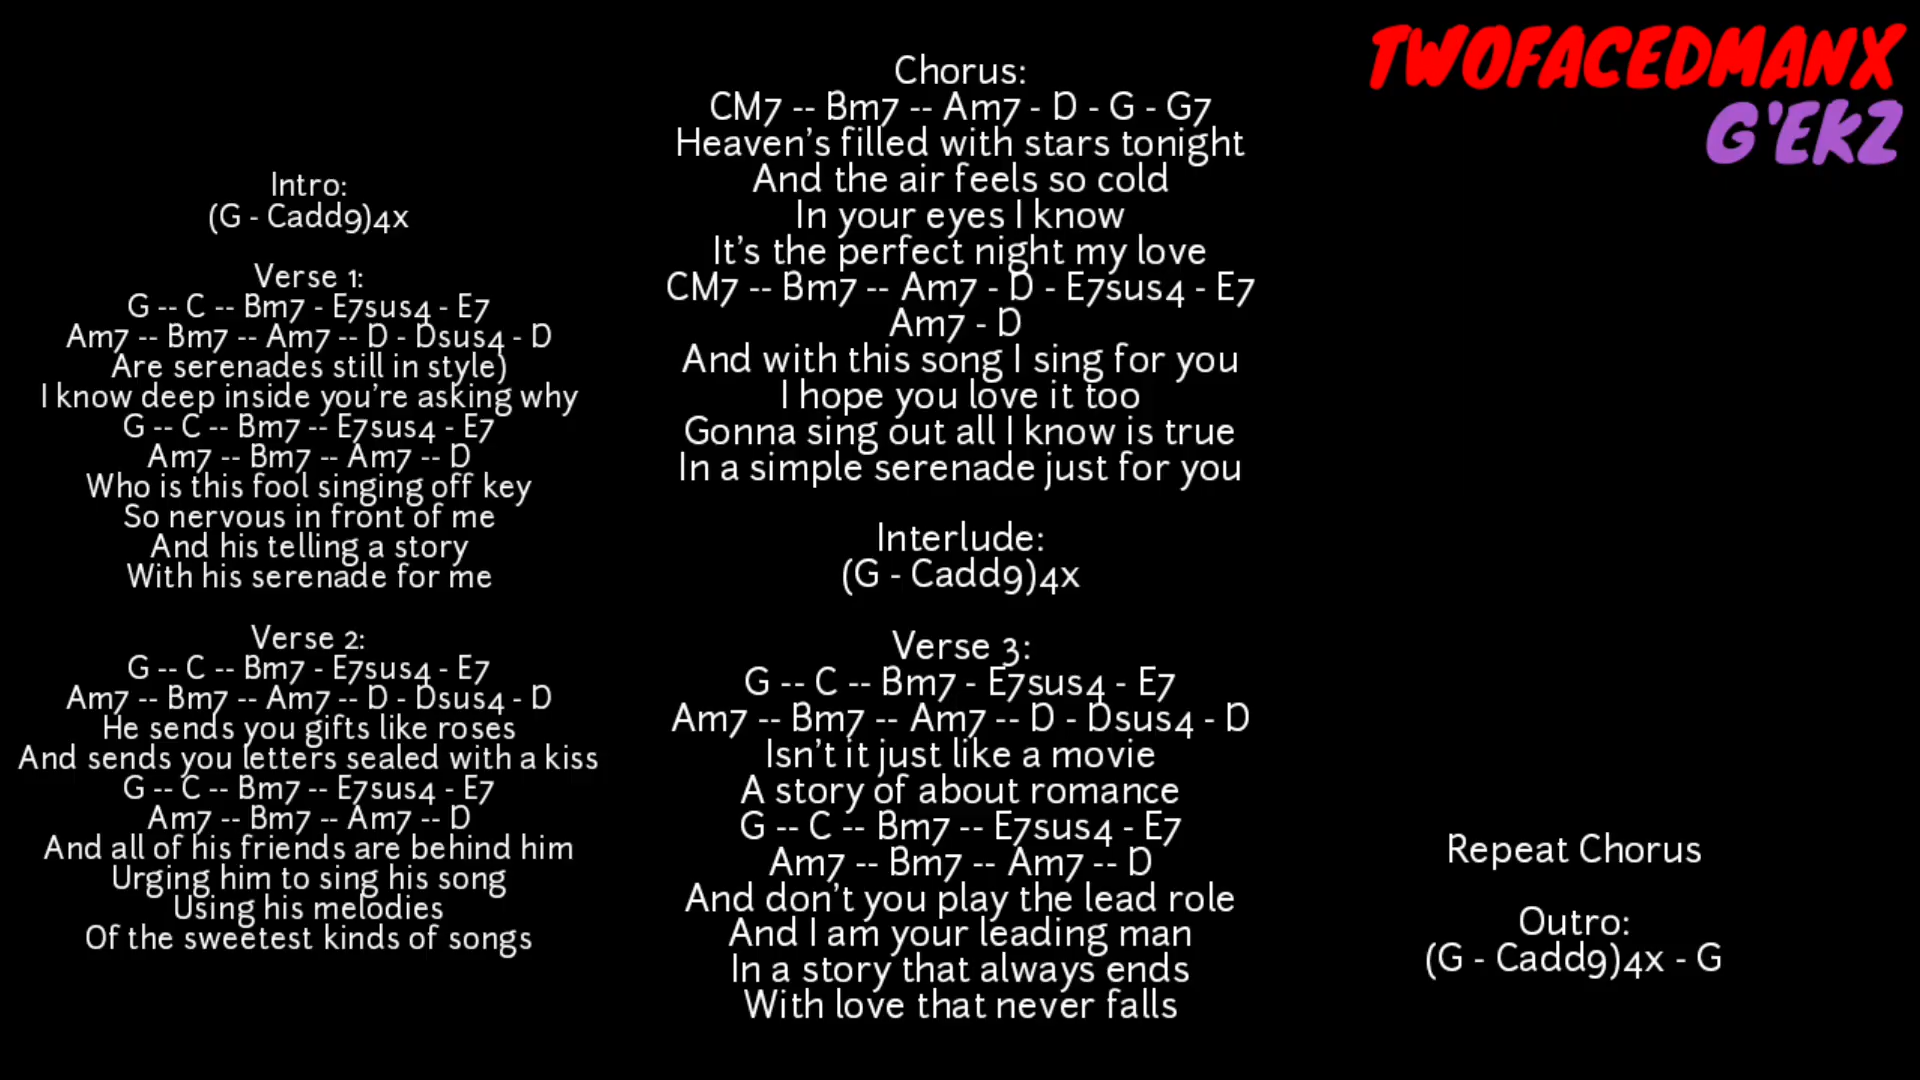 Intro:
(G - Cadd9)4x
Verse 1:
G -- C -- Bm7 - E7sus4 - E7
Am7 -- Bm7 -- Am7 -- D - Dsus4 - D
Are serenades still in style)
I know deep inside you're asking why
G -- C -- Bm7 -- E7sus4 - E7
Am7 -- Bm7 -- Am7 -- D
Who is this fool singing off key
So nervous in front of me
And his telling a story
With his serenade for me
Verse 2:
G -- C -- Bm7 - E7sus4 - E7
Am7 -- Bm7 -- Am7 -- D - Dsus4 - D
He sends you gifts like roses
And sends you letters sealed with a kiss
G -- C -- Bm7 -- E7sus4 - E7
Am7 -- Bm7 -- Am7 -- D
And all of his friends are behind him
Urging him to sing his song
Using his melodies
Of the sweetest kinds of songs
Chorus:
CM7 -- Bm7 -- Am7 - D - G - G7
Heaven's filled with stars tonight
And the air feels so cold
In your eyes I know
It's the perfect night my love
CM7 -- Bm7 -- Am7 - D - E7sus4 - E7
Am7 - D
And with this song I sing for you
I hope you love it too
Gonna sing out all I know is true
In a simple serenade just for you
Interlude:
(G - Cadd9)4x
Verse 3:
G -- C -- Bm7 - E7sus4 - E7
Am7 -- Bm7 -- Am7 -- D - Dsus4 - D
Isn't it just like a movie
A story of about romance
G -- C -- Bm7 -- E7sus4 - E7
Am7 -- Bm7 -- Am7 -- D
And don't you play the lead role
And I am your leading man
In a story that always ends
With love that never falls
TWOFACEDMANX
G'EKZ
Repeat Chorus
Outro:
(G - Cadd9)4x - G